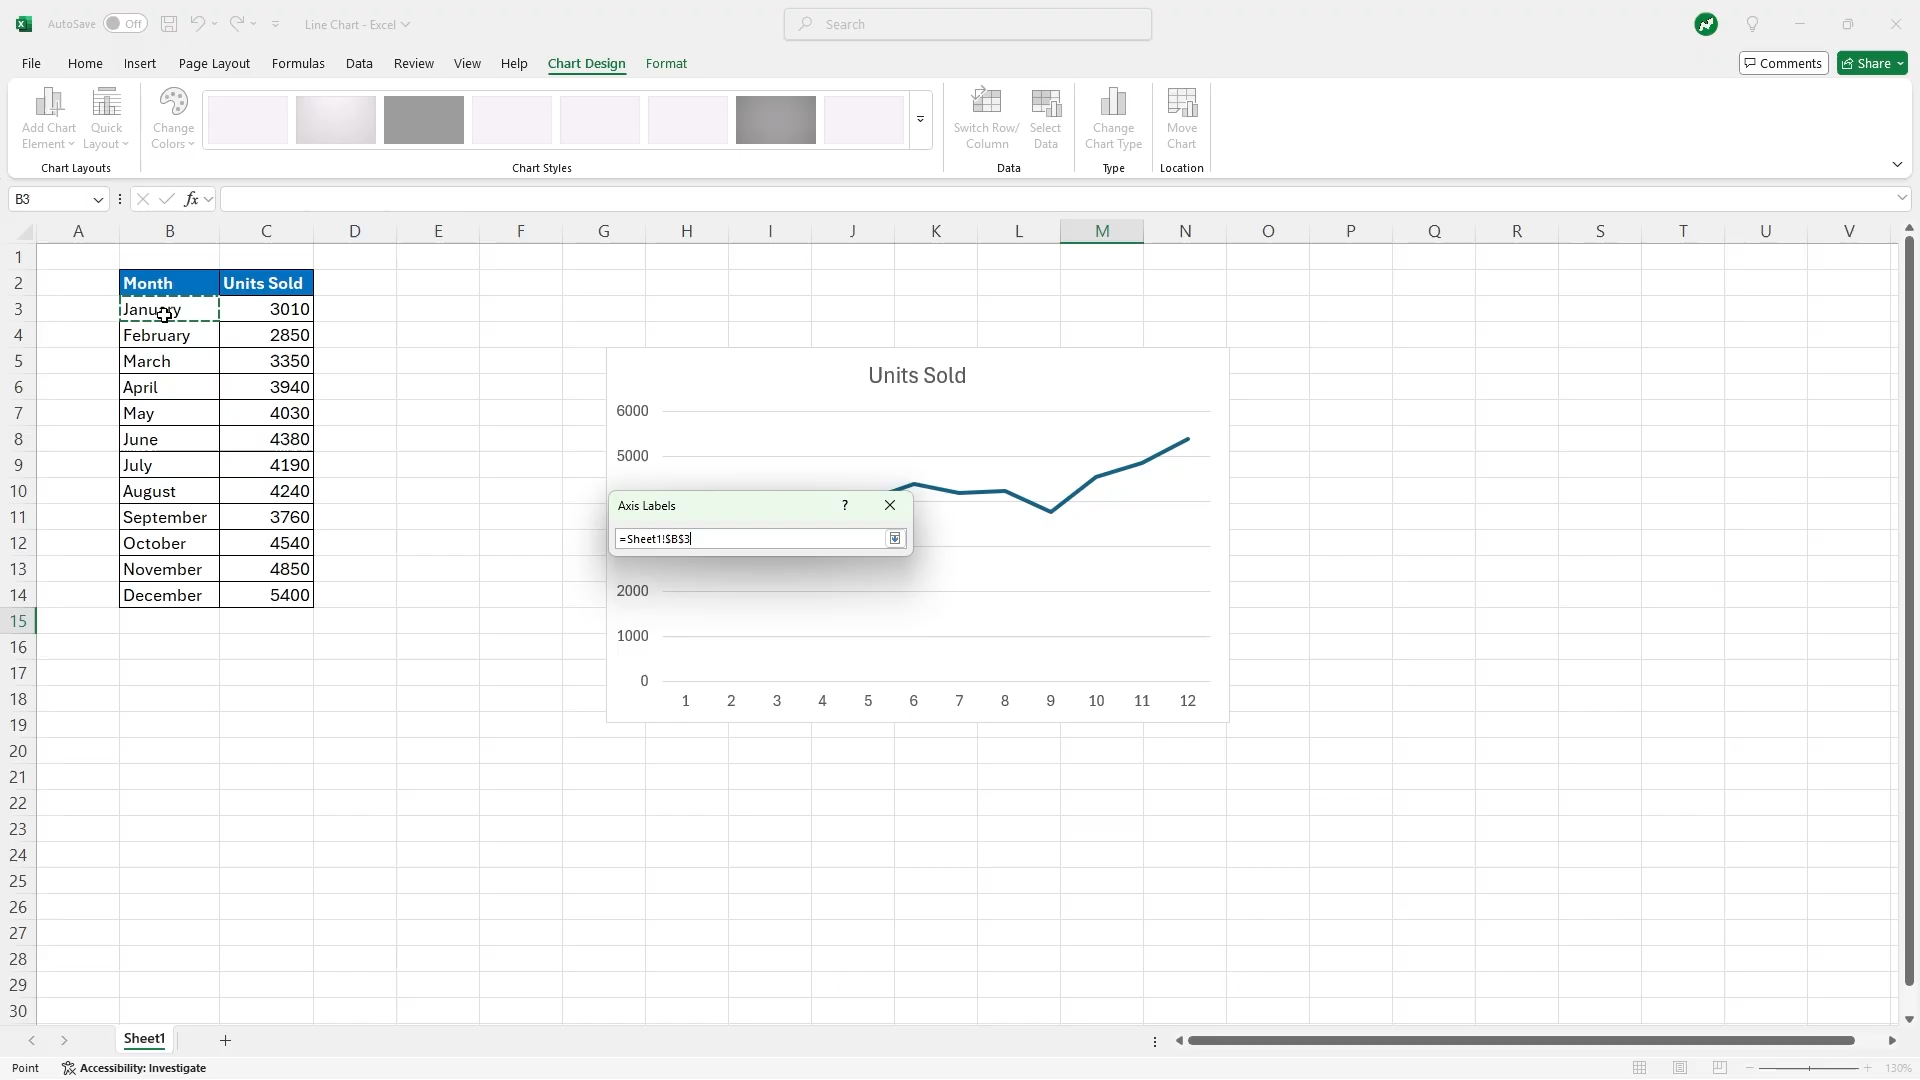 AutoSave Off Line Chart - Excel Search
File Home Insert Page Layout Formulas Data Review View Help Chart Design Format Comments Share
Add Chart Element
Quick Layout
Change Colors
Switch Row/ Column
Select Data
Change Chart Type
Move Chart
Chart Layouts Chart Styles Data Type Location
B3 fx
A B C D E F G H I J K L M N O P Q R S T U V
1
2 Month Units Sold
3 January 3010
4 February 2850
5 March 3350
6 April 3940
7 May 4030
8 June 4380
9 July 4190
10 August 4240
11 September 3760
12 October 4540
13 November 4850
14 December 5400
15
16
17
18
19
20
21
22
23
24
25
26
27
28
29
30
Units Sold
6000
5000
2000
1000
0
1 2 3 4 5 6 7 8 9 10 11 12
Axis Labels ?
=Sheet1!$B$3
Sheet1
Point Accessibility: Investigate 130%